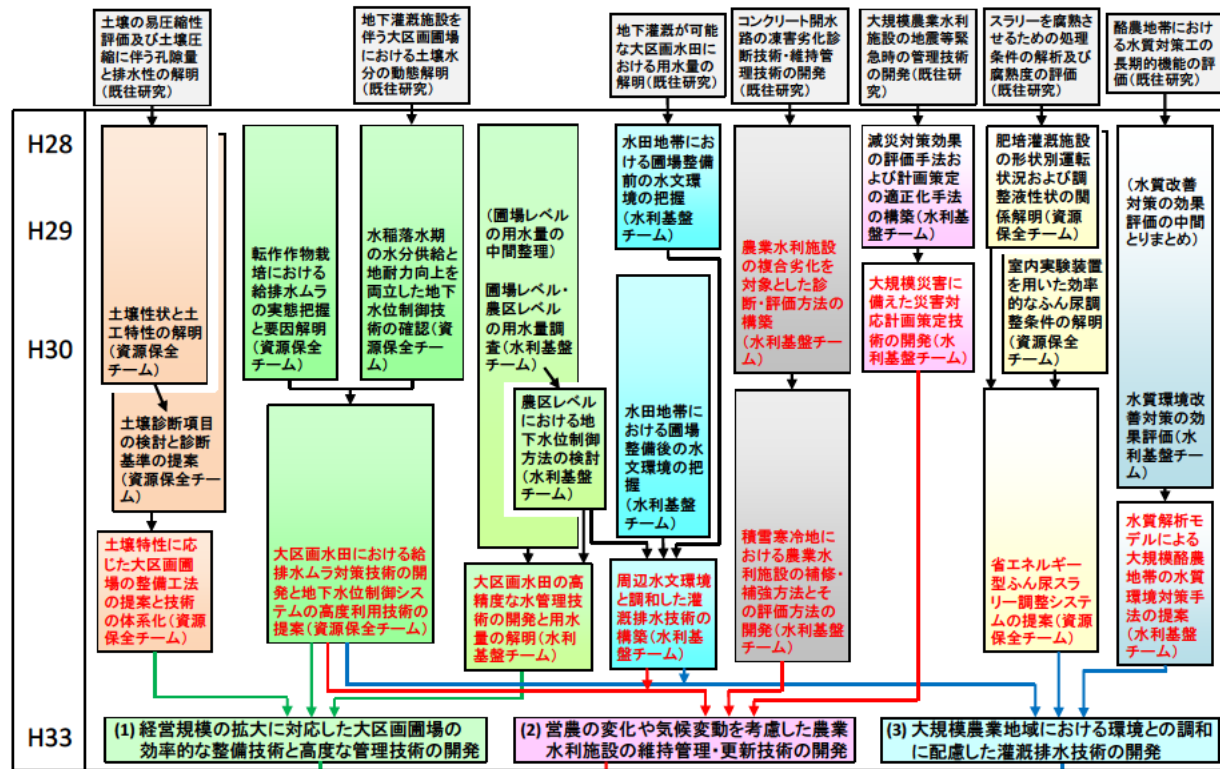 土壌の易圧縮性
評価及び土壌圧
縮に伴う孔隙量
と排水性の解明
(既往研究)
地下灌漑施設を
伴う大区画圃場
における土壌水
分の動態解明
(既往研究)
地下灌漑が可能
な大区画水田に
おける用水量の
解明(既往研究)
コンクリート開水
路の凍害劣化診
断技術・維持管
理技術の開発
(既往研究)
大規模農業水利
施設の地震等緊
急時の管理技術
の開発(既往研
究)
スラリーを腐熟さ
せるための処理
条件の解析及び
腐熟度の評価
(既往研究)
酪農地帯におけ
る水質対策工の
長期的機能の評
価(既往研究)
H28
H29
H30
H33
土壌性状と土
工特性の解明
(資源保全
チーム)
土壌診断項目
の検討と診断
基準の提案
(資源保全チー
ム)
土壌特性に応
じた大区画圃
場の整備工法
の提案と技術
の体系化(資源
保全チーム)
転作作物栽
培における
給排水ムラ
の実態把握
と要因解明
(資源保全
チーム)
水稲落水期
の水分供給と
地耐力向上を
両立した地下
水位制御技
術の確認(資
源保全チー
ム)
大区画水田における給
排水ムラ対策技術の開
発と地下水位制御シス
テムの高度利用技術の
提案(資源保全チーム)
(圃場レベル
の用水量の
中間整理)
圃場レベル・
農区レベル
の用水量調
査(水利基盤
チーム)
農区レベル
における地
下水位制御
方法の検討
(水利基盤
チーム)
大区画水田の高
精度な水管理技
術の開発と用水
量の解明(水利
基盤チーム)
水田地帯に
おける圃場整備
前の水文環
境の把握
(水利基盤
チーム)
水田地帯に
おける圃場
整備後の水
文環境の把
握
(水利基盤
チーム)
周辺水文環境
と調和した灌
漑排水技術の
構築(水利基
盤チーム)
農業水利施設
の複合劣化を
対象とした診
断・評価方法の
構築
(水利基盤チー
ム)
積雪寒冷地に
おける農業水
利施設の補修・
補強方法とそ
の評価方法の
開発(水利基盤
チーム)
減災対策効果
の評価手法お
よび計画策定
の適正化手法
の構築(水利基
盤チーム)
大規模災害に
備えた災害対
応計画策定技
術の開発(水
利基盤チーム)
肥培灌漑施設
の形状別運転
状況および調
整液性状の関
係解明(資源
保全チーム)
室内実験装置
を用いた効率
的なふん尿調
整条件の解明
(資源保全
チーム)
省エネルギー
型ふん尿スラ
リー調整システ
ムの提案(資源
保全チーム)
(水質改善
対策の効果
評価の中間
とりまとめ)
水質環境改
善対策の効
果評価(水
利基盤チー
ム)
水質解析モ
デルによる
大規模酪農
地帯の水質
環境対策手
法の提案
(水利基盤
チーム)
(1) 経営規模の拡大に対応した大区画圃場の
効率的な整備技術と高度な管理技術の開発
(2) 営農の変化や気候変動を考慮した農業
水利施設の維持管理・更新技術の開発
(3) 大規模農業地域における環境との調和
に配慮した灌漑排水技術の開発